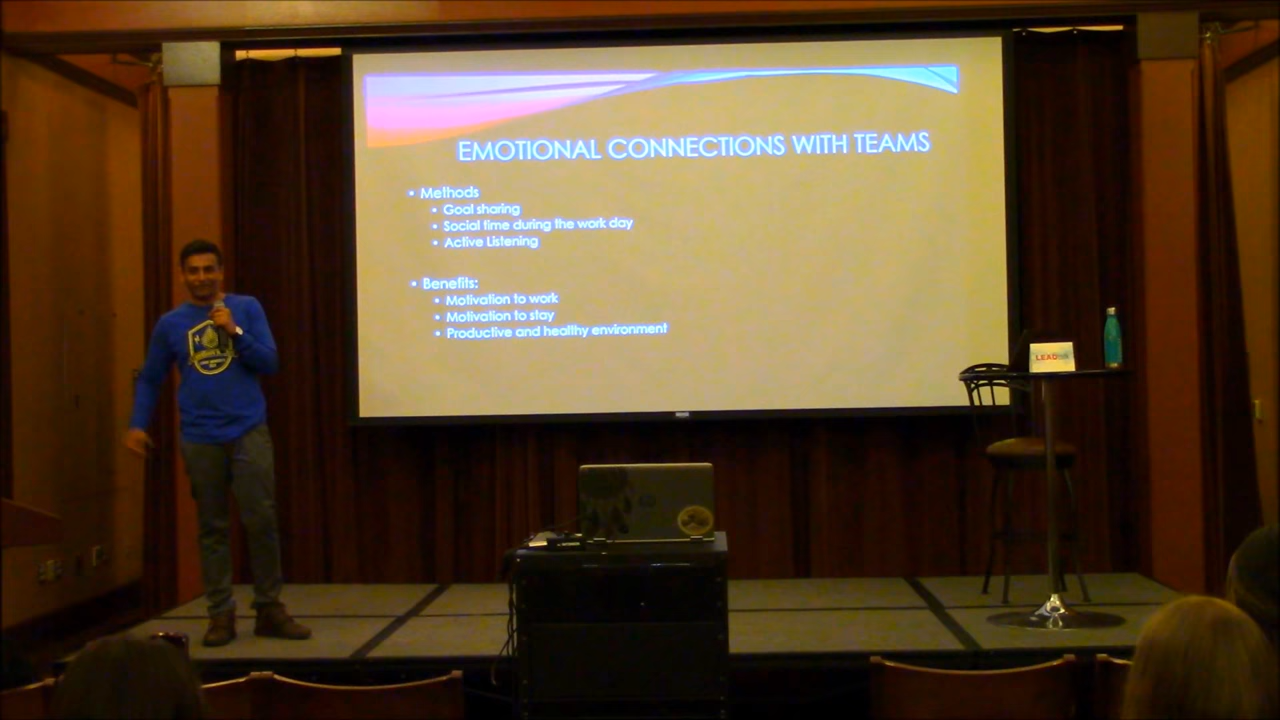 EMOTIONAL CONNECTIONS WITH TEAMS
▪ Methods
▪ Goal sharing
▪ Social time during the work day
▪ Active Listening
▪ Benefits:
▪ Motivation to work
▪ Motivation to stay
▪ Productive and healthy environment
LEAD